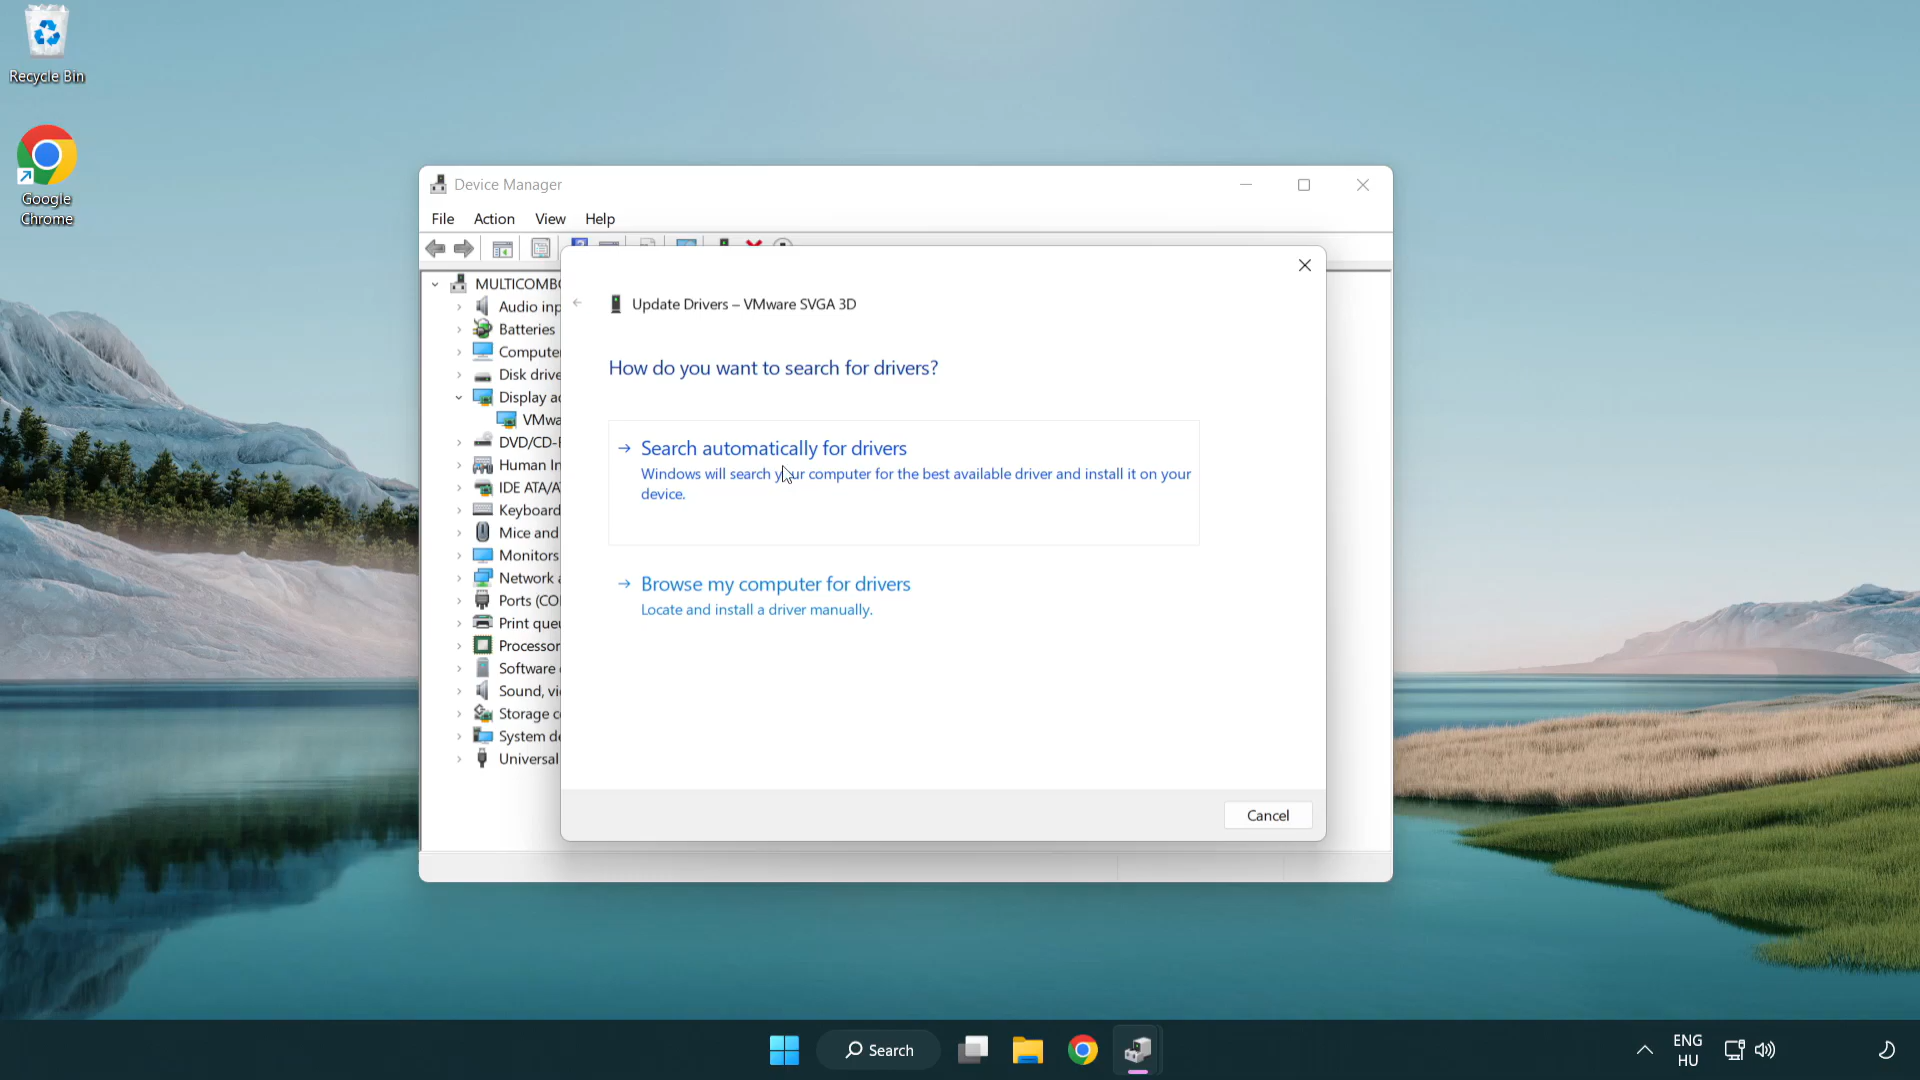 Recycle Bin
Google
Chrome
Device Manager
File Action View Help
MULTICOMBO
Audio inp
Batteries
Compute
Disk drive
Display a
VMwa
DVD/CD-
Human In
IDE ATA/A
Keyboard
Mice and
Monitors
Network a
Ports (CO
Print que
Processor
Software
Sound, vi
Storage c
System de
Universal
Update Drivers – VMware SVGA 3D
How do you want to search for drivers?
Search automatically for drivers
Windows will search your computer for the best available driver and install it on your
device.
Browse my computer for drivers
Locate and install a driver manually.
Cancel
Search
ENG
HU